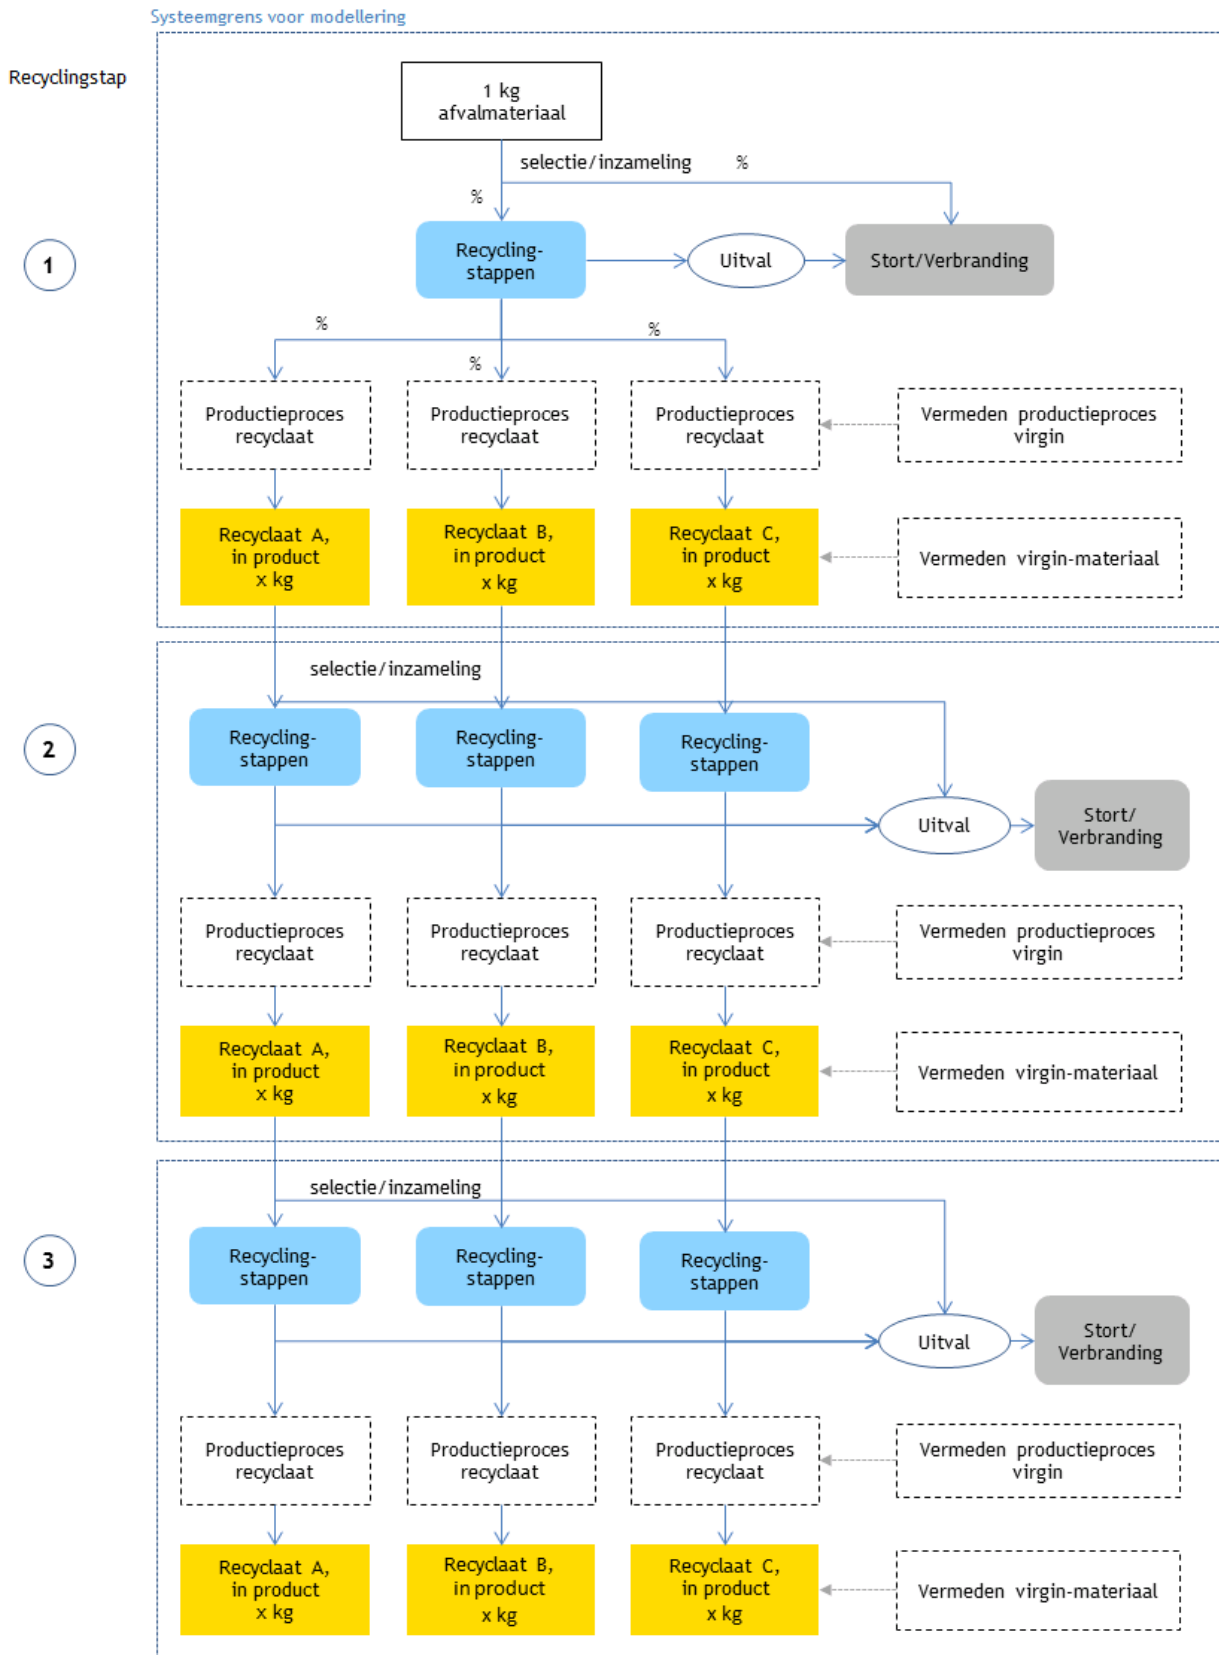 Systeemgrens voor modellering
Recyclingstap
1 kg
afvalmateriaal
selectie/inzameling %
%
1
Recycling-
stappen
Uitval
Stort/Verbranding
%
%
%
Productieproces
recyclaat
Productieproces
recyclaat
Productieproces
recyclaat
Vermeden productieproces
virgin
Recyclaat A,
in product
x kg
Recyclaat B,
in product
x kg
Recyclaat C,
in product
x kg
Vermeden virgin-materiaal
selectie/inzameling
2
Recycling-
stappen
Recycling-
stappen
Recycling-
stappen
Uitval
Stort/
Verbranding
Productieproces
recyclaat
Productieproces
recyclaat
Productieproces
recyclaat
Vermeden productieproces
virgin
Recyclaat A,
in product
x kg
Recyclaat B,
in product
x kg
Recyclaat C,
in product
x kg
Vermeden virgin-materiaal
selectie/inzameling
3
Recycling-
stappen
Recycling-
stappen
Recycling-
stappen
Uitval
Stort/
Verbranding
Productieproces
recyclaat
Productieproces
recyclaat
Productieproces
recyclaat
Vermeden productieproces
virgin
Recyclaat A,
in product
x kg
Recyclaat B,
in product
x kg
Recyclaat C,
in product
x kg
Vermeden virgin-materiaal